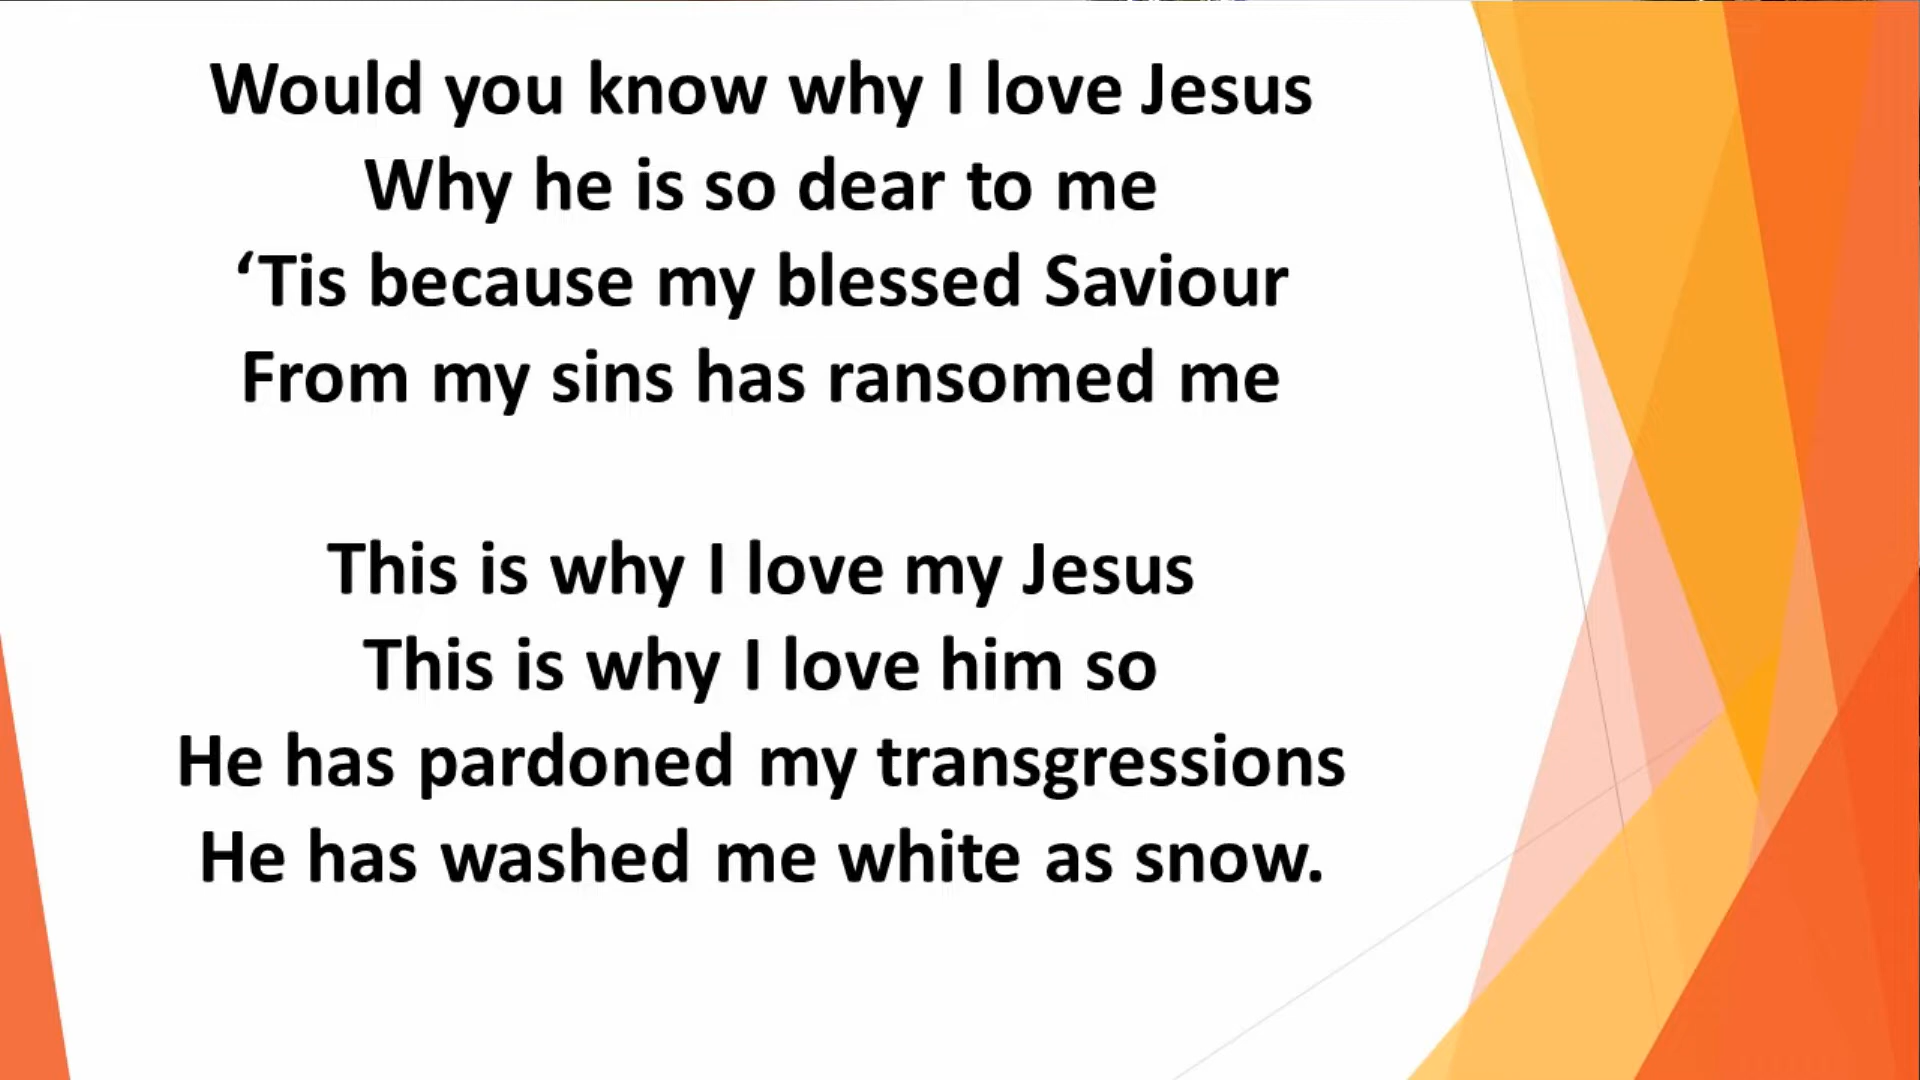 Would you know why I love Jesus
Why he is so dear to me
‘Tis because my blessed Saviour
From my sins has ransomed me
This is why I love my Jesus
This is why I love him so
He has pardoned my transgressions
He has washed me white as snow.